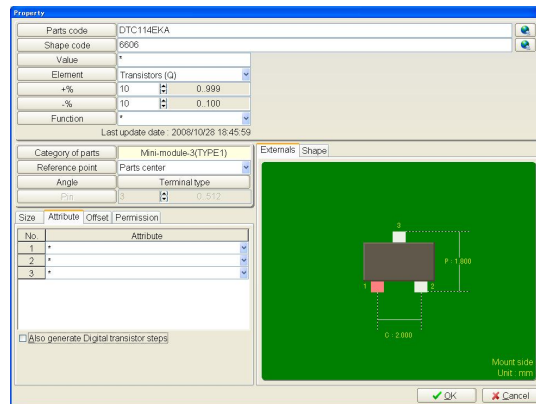 Property
Parts code DTC114EKA
Shape code 6606
Value *
Element Transistors (Q)
+% 10 0..999
-% 10 0..100
Function *
Last update date : 2008/10/28 18:45:59
Category of parts Mini-module-3(TYPE1)
Reference point Parts center
Angle Terminal type
Pin 3 0..512
Size Attribute Offset Permission
No. Attribute
1 *
2 *
3 *
Also generate Digital transistor steps
Externals Shape
3
P : 1.800
1 2
C : 2.000
Mount side
Unit : mm
OK Cancel